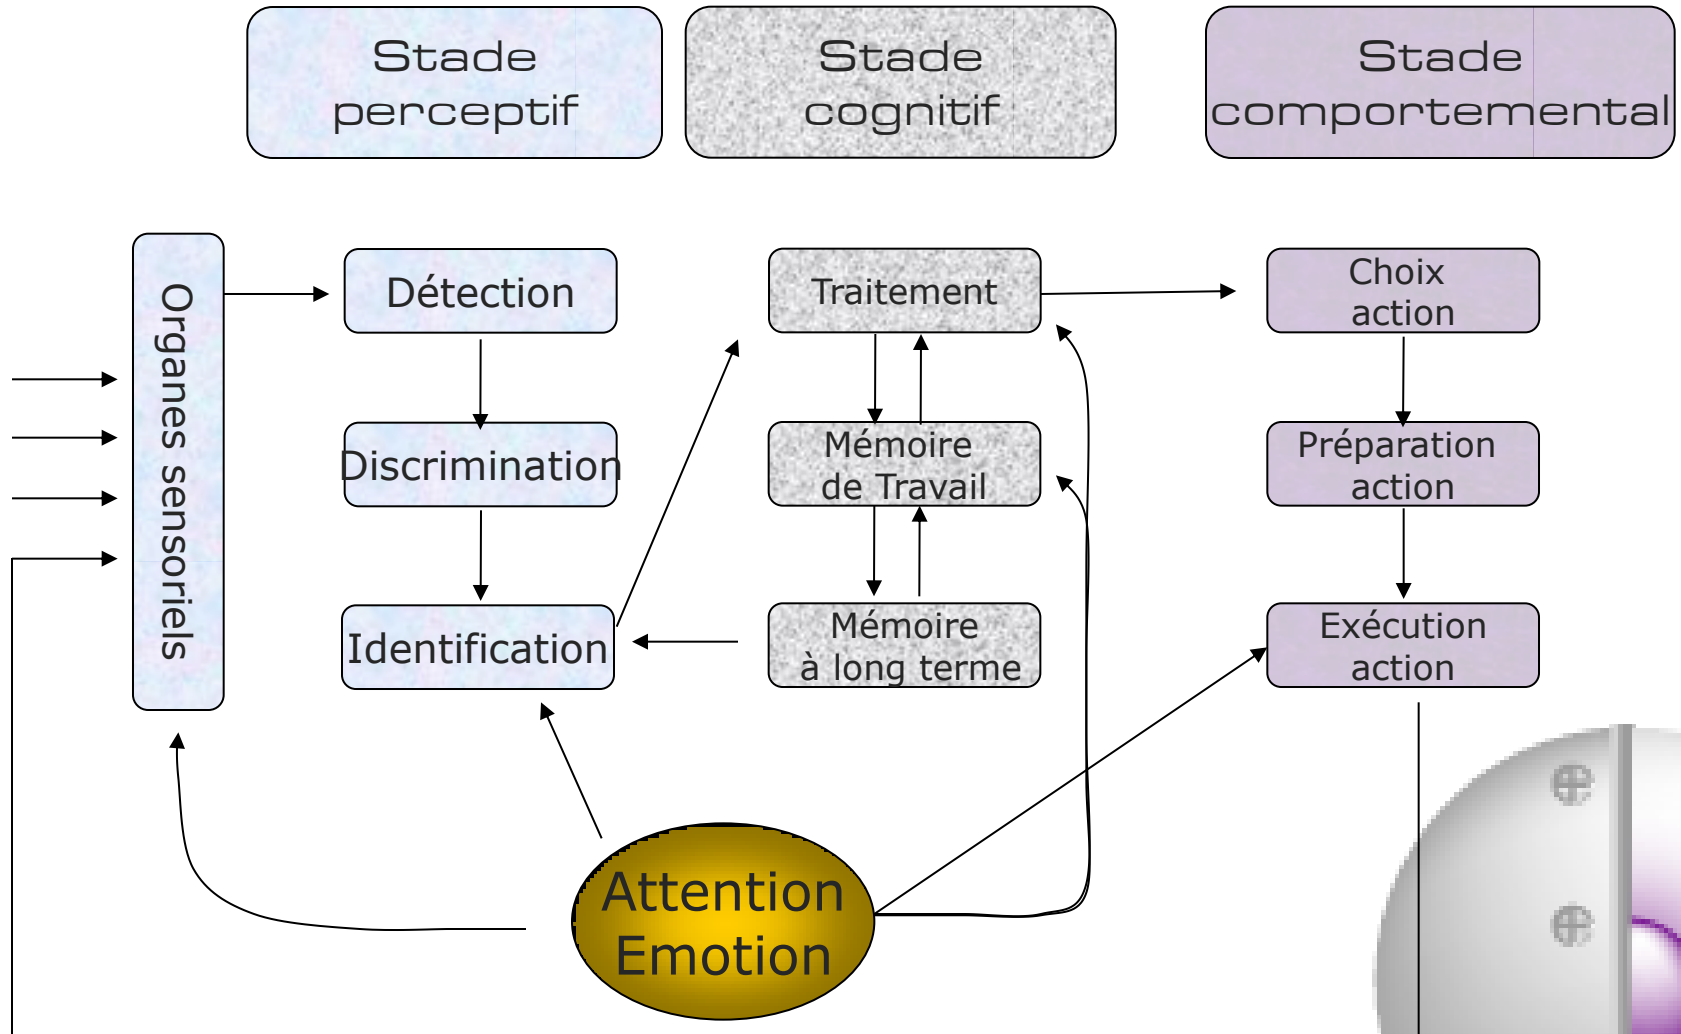 Stade
perceptif
Stade
cognitif
Stade
comportemental
Organes sensoriels
Détection
Discrimination
Identification
Traitement
Mémoire
de Travail
Mémoire
à long terme
Choix
action
Préparation
action
Exécution
action
Attention
Emotion